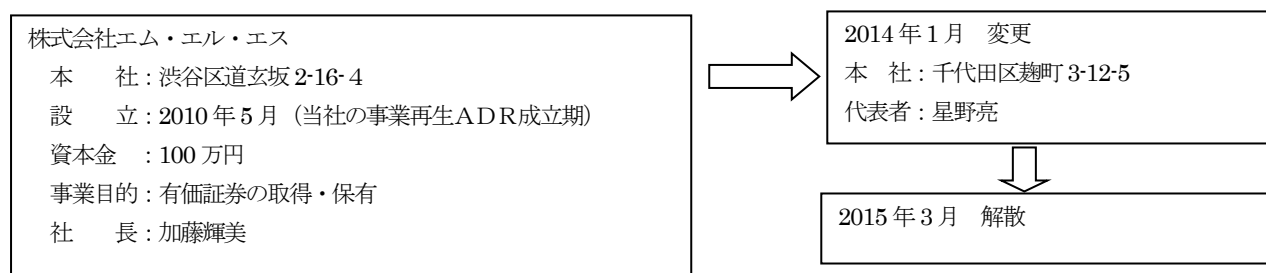 株式会社エム・エル・エス
本　　社：渋谷区道玄坂 2-16-4
設　　立：2010 年 5 月（当社の事業再生ＡＤＲ成立期）
資本金　：100 万円
事業目的：有価証券の取得・保有
社　　長：加藤輝美
2014 年 1 月　変更
本　社：千代田区麹町 3-12-5
代表者：星野亮
2015 年 3 月　解散